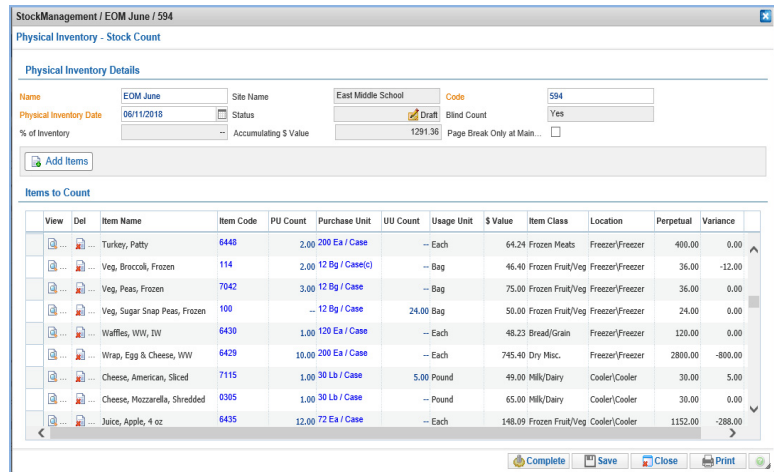 StockManagement / EOM June / 594
Physical Inventory - Stock Count
Physical Inventory Details
Name EOM June Site Name East Middle School Code 594
Physical Inventory Date 06/11/2018 Status Draft Blind Count Yes
% of Inventory -- Accumulating $ Value 1291.36 Page Break Only at Main...
Add Items
Items to Count
View Del Item Name Item Code PU Count Purchase Unit UU Count Usage Unit $ Value Item Class Location Perpetual Variance
... ... Turkey, Patty 6448 2.00 200 Ea / Case -- Each 64.24 Frozen Meats Freezer\Freezer 400.00 0.00
... ... Veg, Broccoli, Frozen 114 2.00 12 Bg / Case(c) -- Bag 46.40 Frozen Fruit/Veg Freezer\Freezer 36.00 -12.00
... ... Veg, Peas, Frozen 7042 3.00 12 Bg / Case -- Bag 75.00 Frozen Fruit/Veg Freezer\Freezer 36.00 0.00
... ... Veg, Sugar Snap Peas, Frozen 100 -- 12 Bg / Case 24.00 Bag 50.00 Frozen Fruit/Veg Freezer\Freezer 24.00 0.00
... ... Waffles, WW, IW 6430 1.00 120 Ea / Case -- Each 48.23 Bread/Grain Freezer\Freezer 120.00 0.00
... ... Wrap, Egg & Cheese, WW 6429 10.00 200 Ea / Case -- Each 745.40 Dry Misc. Freezer\Freezer 2800.00 -800.00
... ... Cheese, American, Sliced 7115 1.00 30 Lb / Case 5.00 Pound 49.00 Milk/Dairy Cooler\Cooler 30.00 5.00
... ... Cheese, Mozzarella, Shredded 0305 1.00 30 Lb / Case -- Pound 65.00 Milk/Dairy Cooler\Cooler 30.00 0.00
... ... Juice, Apple, 4 oz 6435 12.00 72 Ea / Case -- Each 148.09 Frozen Fruit/Veg Cooler\Cooler 1152.00 -288.00
Complete Save Close Print